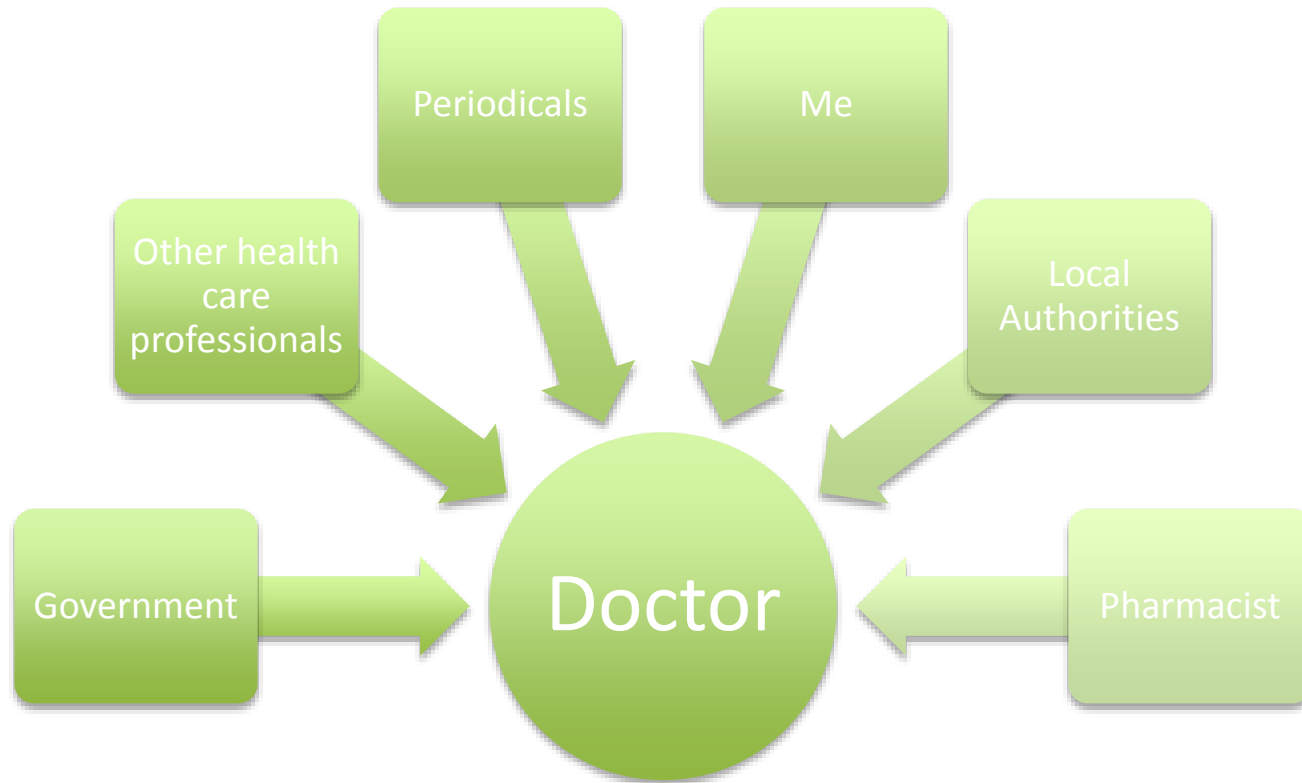 Periodicals
Me
Other health
care
professionals
Local
Authorities
Government
Doctor
Pharmacist